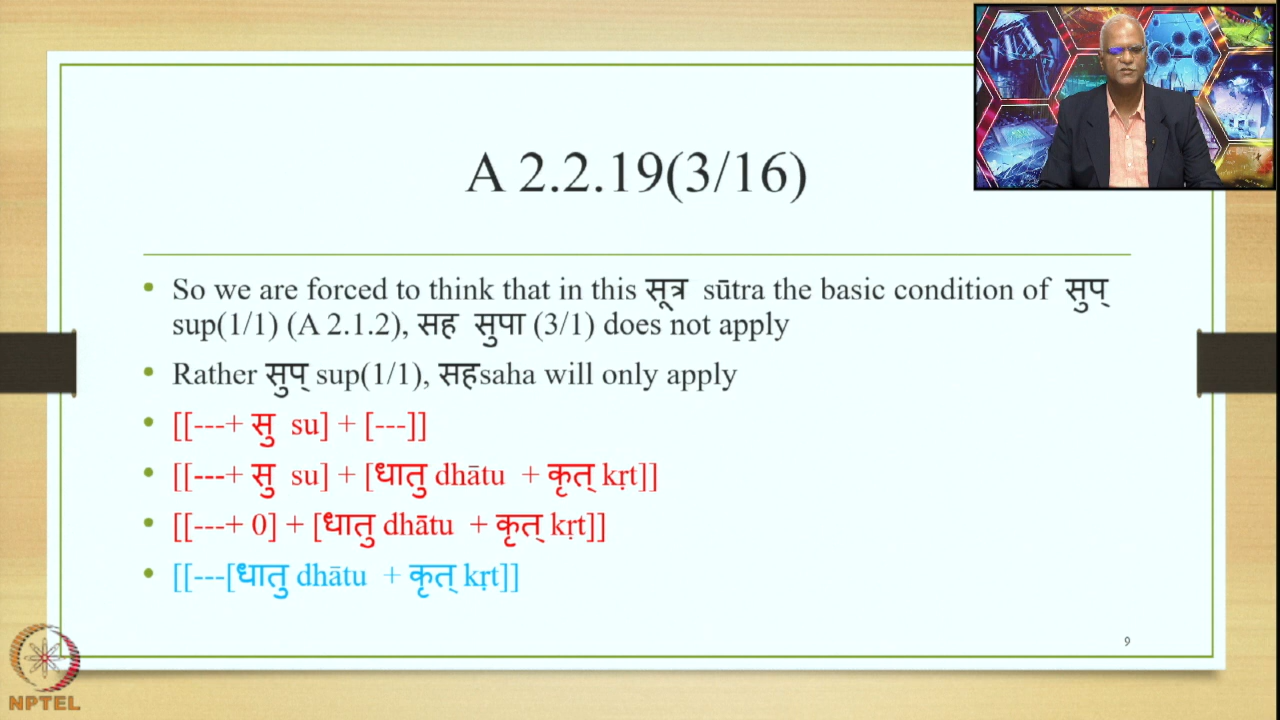 A 2.2.19(3/16)
• So we are forced to think that in this सूत्र sūtra the basic condition of सुप्
sup(1/1) (A 2.1.2), सह सुपा (3/1) does not apply
• Rather सुप् sup(1/1), सहsaha will only apply
• [[---+ सु su] + [---]]
• [[---+ सु su] + [धातु dhātu + कृत् kṛt]]
• [[---+ 0] + [धातु dhātu + कृत् kṛt]]
• [[---[धातु dhātu + कृत् kṛt]]
9
NPTEL